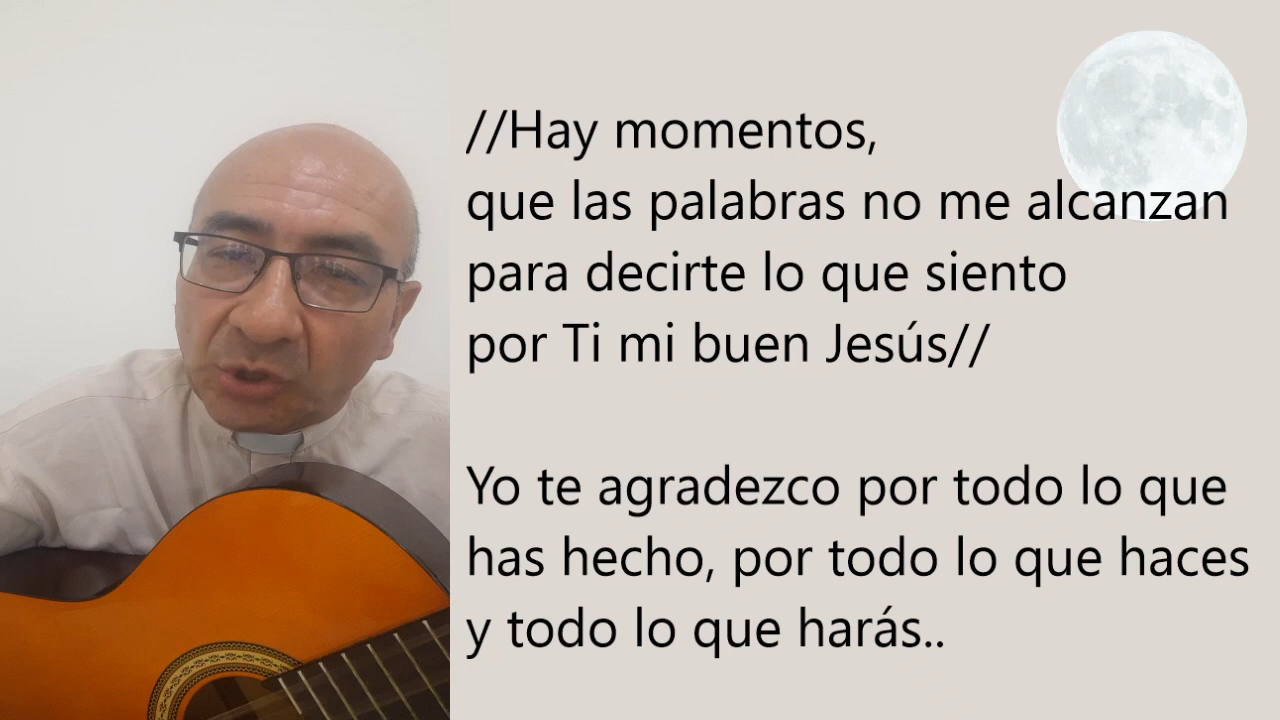 //Hay momentos,
que las palabras no me alcanzan
para decirte lo que siento
por Ti mi buen Jesús//
Yo te agradezco por todo lo que
has hecho, por todo lo que haces
y todo lo que harás..